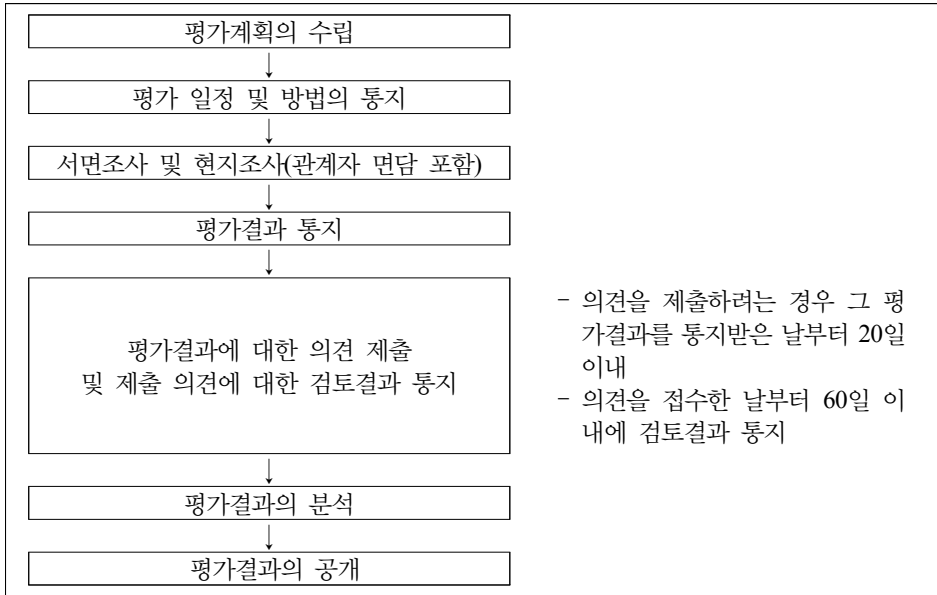 평가계획의 수립
평가 일정 및 방법의 통지
서면조사 및 현지조사(관계자 면담 포함)
평가결과 통지
평가결과에 대한 의견 제출
및 제출 의견에 대한 검토결과 통지
- 의견을 제출하려는 경우 그 평
가결과를 통지받은 날부터 20일
이내
- 의견을 접수한 날부터 60일 이
내에 검토결과 통지
평가결과의 분석
평가결과의 공개